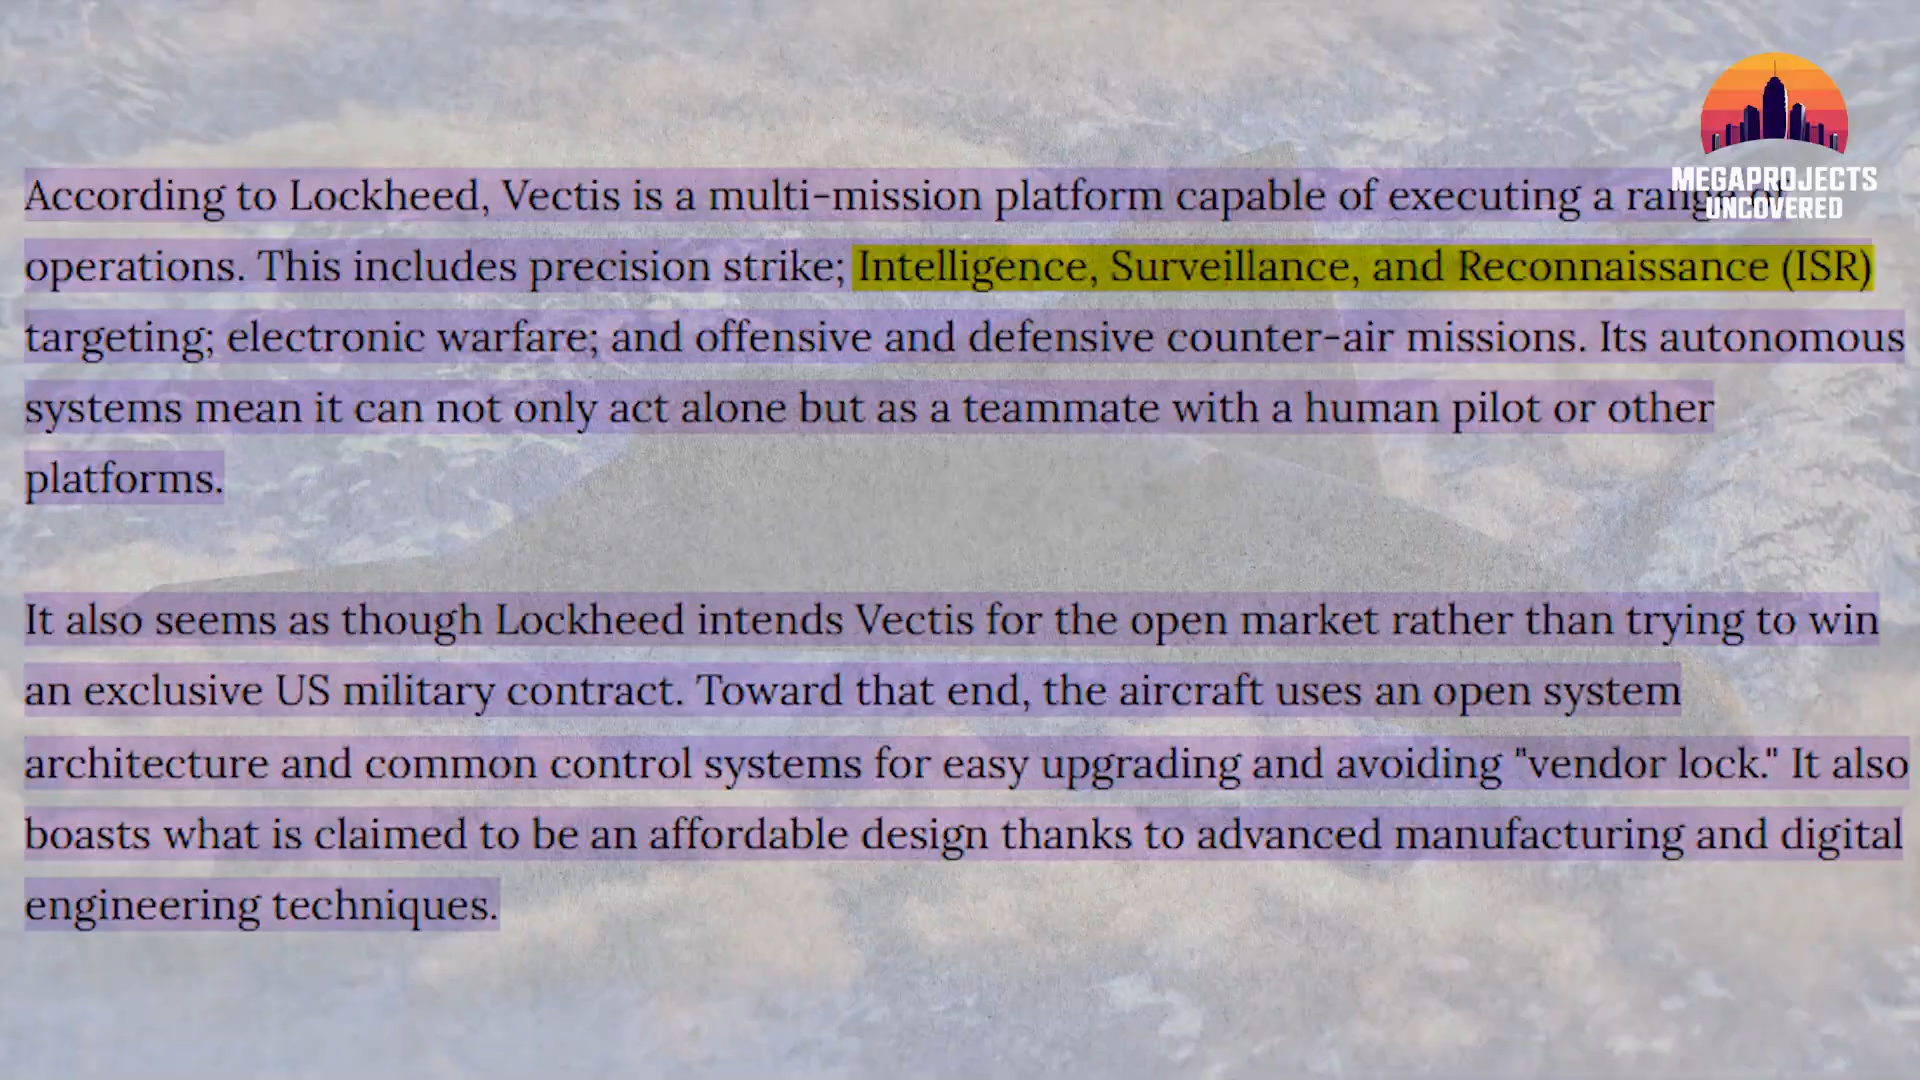 According to Lockheed, Vectis is a multi-mission platform capable of executing a range of
operations. This includes precision strike; Intelligence, Surveillance, and Reconnaissance (ISR)
targeting; electronic warfare; and offensive and defensive counter-air missions. Its autonomous
systems mean it can not only act alone but as a teammate with a human pilot or other
platforms.
It also seems as though Lockheed intends Vectis for the open market rather than trying to win
an exclusive US military contract. Toward that end, the aircraft uses an open system
architecture and common control systems for easy upgrading and avoiding "vendor lock." It also
boasts what is claimed to be an affordable design thanks to advanced manufacturing and digital
engineering techniques.
MEGAPROJECTS
UNCOVERED